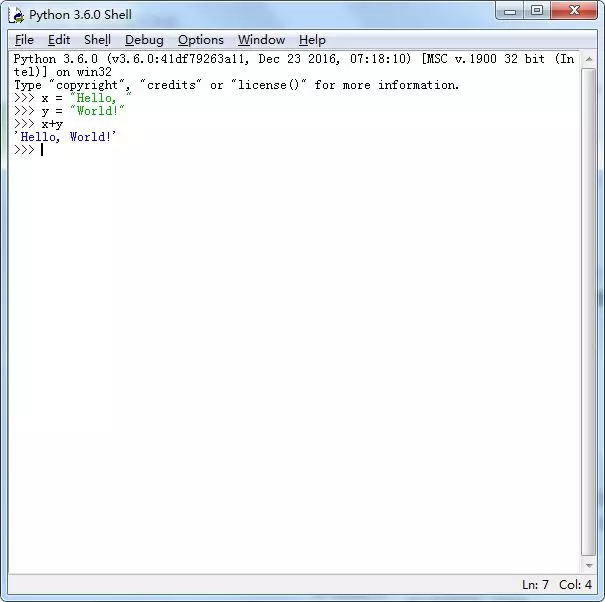 Python 3.6.0 Shell
File Edit Shell Debug Options Window Help
Python 3.6.0 (v3.6.0:41df79263a11, Dec 23 2016, 07:18:10) [MSC v.1900 32 bit (In
tel)] on win32
Type "copyright", "credits" or "license()" for more information.
>>> x = "Hello, "
>>> y = "World!"
>>> x+y
'Hello, World!'
>>>
Ln: 7 Col: 4